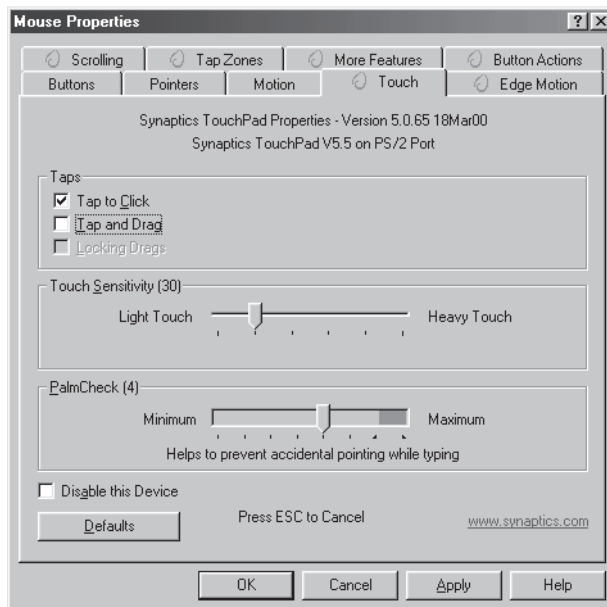 Mouse Properties
Scrolling Tap Zones More Features Button Actions
Buttons Pointers Motion Touch Edge Motion
Synaptics TouchPad Properties - Version 5.0.65 18Mar00
Synaptics TouchPad V5.5 on PS/2 Port
Taps
Tap to Click
Tap and Drag
Locking Drags
Touch Sensitivity (30)
Light Touch Heavy Touch
PalmCheck (4)
Minimum Maximum
Helps to prevent accidental pointing while typing
Disable this Device
Defaults Press ESC to Cancel www.synaptics.com
OK Cancel Apply Help